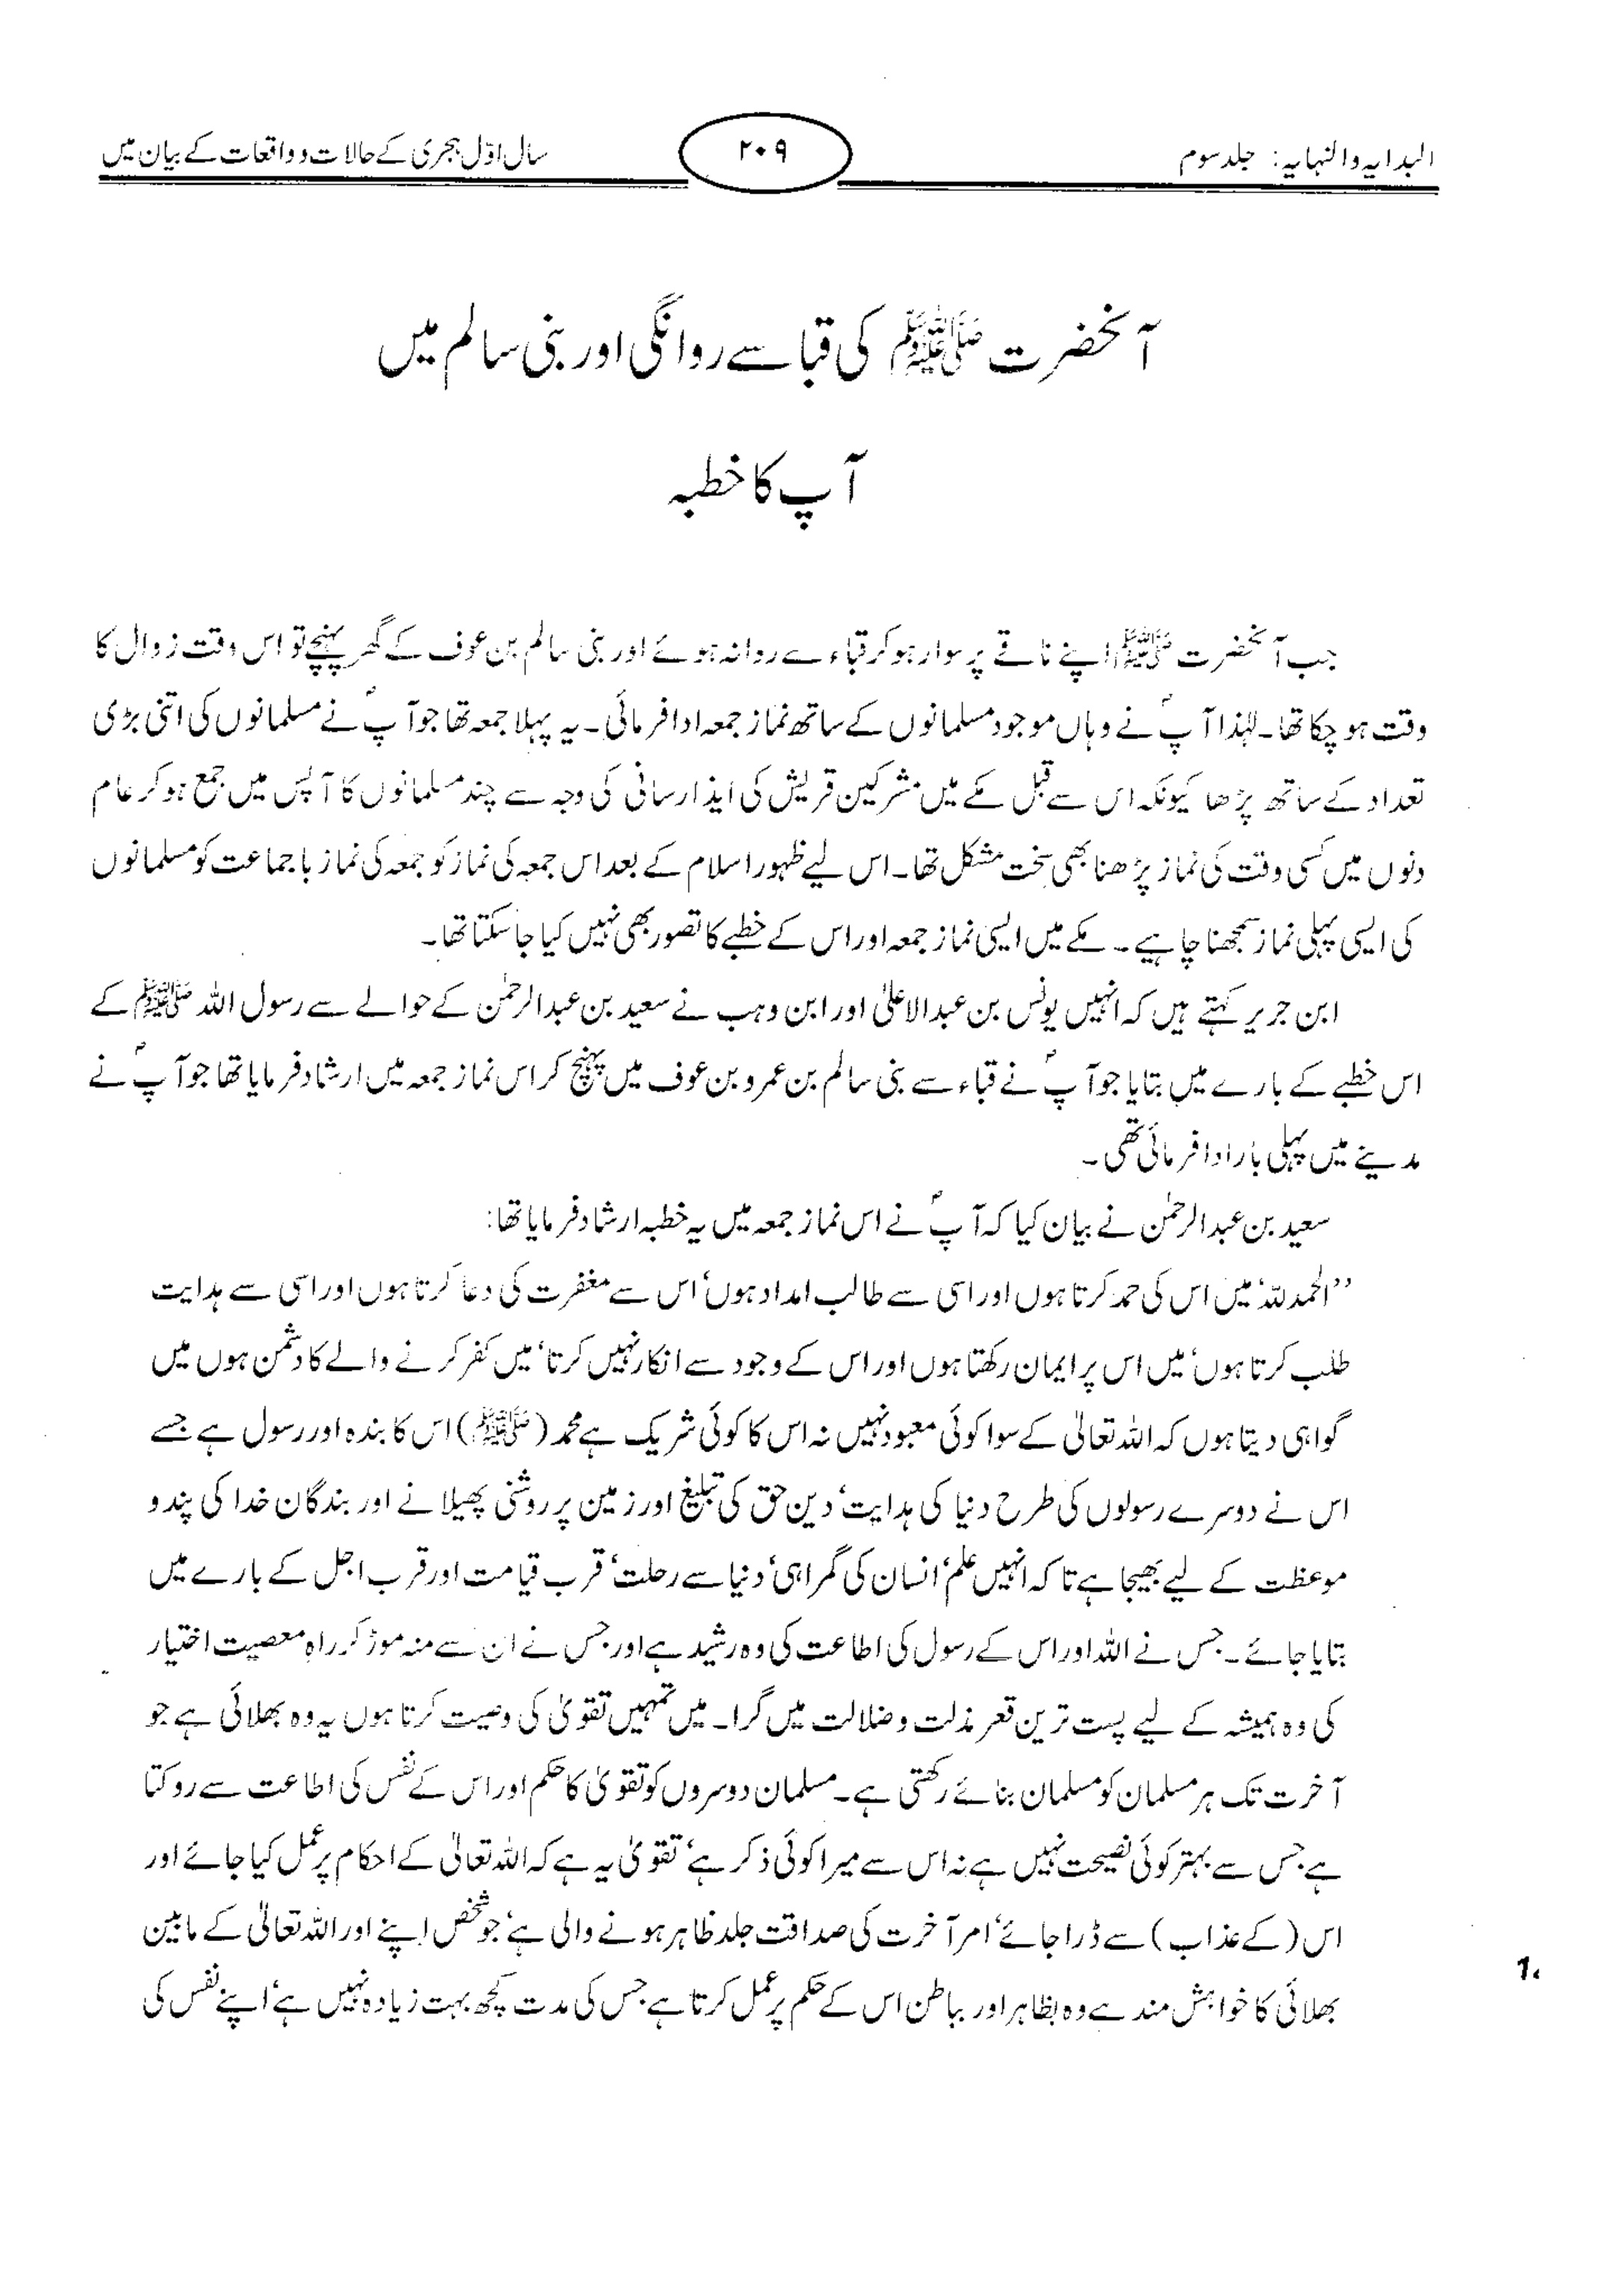 البدایہ والنہایہ: جلد سوم
۲۰۹
سال اوّل ہجری کے حالات و واقعات کے بیان میں
آنحضرت ﷺ کی قبا سے روانگی اور بنی سالم میں
آپ کا خطبہ
جب آنحضرت ﷺ اپنے ناقے پر سوار ہو کر قباء سے روانہ ہوئے اور بنی سالم بن عوف کے گھر پہنچے تو اس وقت زوال کا
وقت ہو چکا تھا۔ لہٰذا آپؐ نے وہاں موجود مسلمانوں کے ساتھ نماز جمعہ ادا فرمائی۔ یہ پہلا جمعہ تھا جو آپؐ نے مسلمانوں کی اتنی بڑی
تعداد کے ساتھ پڑھا کیونکہ اس سے قبل مکے میں مشرکین قریش کی ایذا رسانی کی وجہ سے چند مسلمانوں کا آپس میں جمع ہو کر عام
دنوں میں کسی وقت کی نماز پڑھنا بھی سخت مشکل تھا۔ اس لیے ظہور اسلام کے بعد اس جمعہ کی نماز کو جمعہ کی نماز با جماعت کو مسلمانوں
کی ایسی پہلی نماز سمجھنا چاہیے۔ مکے میں ایسی نماز جمعہ اور اس کے خطبے کا تصور بھی نہیں کیا جا سکتا تھا۔
ابن جریر کہتے ہیں کہ انہیں یونس بن عبدالاعلیٰ اور ابن وہب نے سعید بن عبدالرحمٰن کے حوالے سے رسول اللہ ﷺ کے
اس خطبے کے بارے میں بتایا جو آپؐ نے قباء سے بنی سالم بن عمرو بن عوف میں پہنچ کر اس نماز جمعہ میں ارشاد فرمایا تھا جو آپؐ نے
مدینے میں پہلی بار ادا فرمائی تھی۔
سعید بن عبدالرحمٰن نے بیان کیا کہ آپؐ نے اس نماز جمعہ میں یہ خطبہ ارشاد فرمایا تھا:
’’الحمدللہ‘ میں اس کی حمد کرتا ہوں اور اسی سے طالب امداد ہوں‘ اس سے مغفرت کی دعا کرتا ہوں اور اسی سے ہدایت
طلب کرتا ہوں‘ میں اس پر ایمان رکھتا ہوں اور اس کے وجود سے انکار نہیں کرتا‘ میں کفر کرنے والے کا دشمن ہوں میں
گواہی دیتا ہوں کہ اللہ تعالیٰ کے سوا کوئی معبود نہیں نہ اس کا کوئی شریک ہے محمد (ﷺ) اس کا بندہ اور رسول ہے جسے
اس نے دوسرے رسولوں کی طرح دنیا کی ہدایت‘ دین حق کی تبلیغ اور زمین پر روشنی پھیلانے اور بندگان خدا کی پند و
موعظت کے لیے بھیجا ہے تا کہ انہیں علم‘ انسان کی گمراہی‘ دنیا سے رحلت‘ قرب قیامت اور قرب اجل کے بارے میں
بتایا جائے۔ جس نے اللہ اور اس کے رسول کی اطاعت کی وہ رشید ہے اور جس نے ان سے منہ موڑ کر راہِ معصیت اختیار
کی وہ ہمیشہ کے لیے پست ترین قعر مذلت و ضلالت میں گرا۔ میں تمہیں تقویٰ کی وصیت کرتا ہوں یہ وہ بھلائی ہے جو
آخرت تک ہر مسلمان کو مسلمان بنائے رکھتی ہے۔ مسلمان دوسروں کو تقویٰ کا حکم اور اس کے نفس کی اطاعت سے روکتا
ہے جس سے بہتر کوئی نصیحت نہیں ہے نہ اس سے میرا کوئی ذکر ہے‘ تقویٰ یہ ہے کہ اللہ تعالیٰ کے احکام پر عمل کیا جائے اور
اس (کے عذاب) سے ڈرا جائے‘ امر آخرت کی صداقت جلد ظاہر ہونے والی ہے‘ جو شخص اپنے اور اللہ تعالیٰ کے مابین
بھلائی کا خواہش مند ہے وہ بظاہر اور بباطن اس کے حکم پر عمل کرتا ہے جس کی مدت کچھ بہت زیادہ نہیں ہے‘ اپنے نفس کی